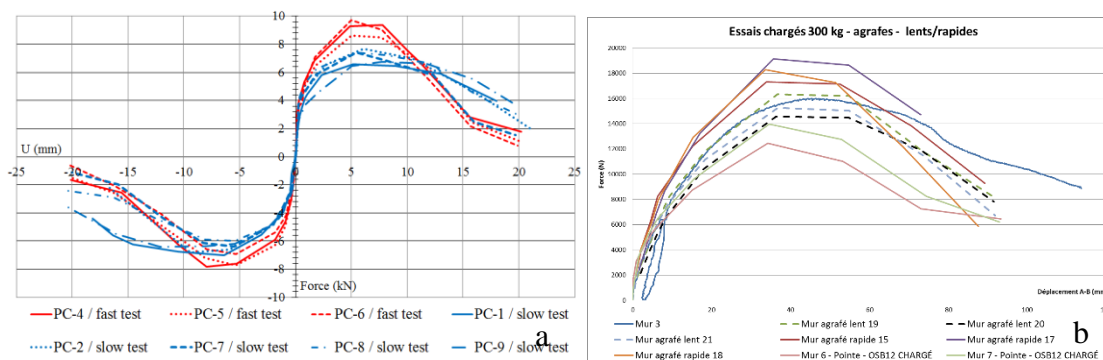 10
8
6
4
2
0
-2
-4
-6
-8
-10
U (mm)
-25 -20 -15 -10 -5 0 5 10 15 20 25
Force (kN)
PC-4 / fast test PC-5 / fast test PC-6 / fast test PC-1 / slow test
PC-2 / slow test PC-7 / slow test PC-8 / slow test PC-9 / slow test
a
Essais chargés 300 kg - agrafes - lents/rapides
20000
18000
16000
14000
12000
10000
8000
6000
4000
2000
0
Force (N)
Déplacement A-B (mm
0 20 40 60 80 100
Mur 3 Mur agrafé lent 19 Mur agrafé lent 20
Mur agrafé lent 21 Mur agrafé rapide 15 Mur agrafé rapide 17
Mur agrafé rapide 18 Mur 6 - Pointe - OSB12 CHARGÉ Mur 7 - Pointe - OSB12 CHARGÉ
b